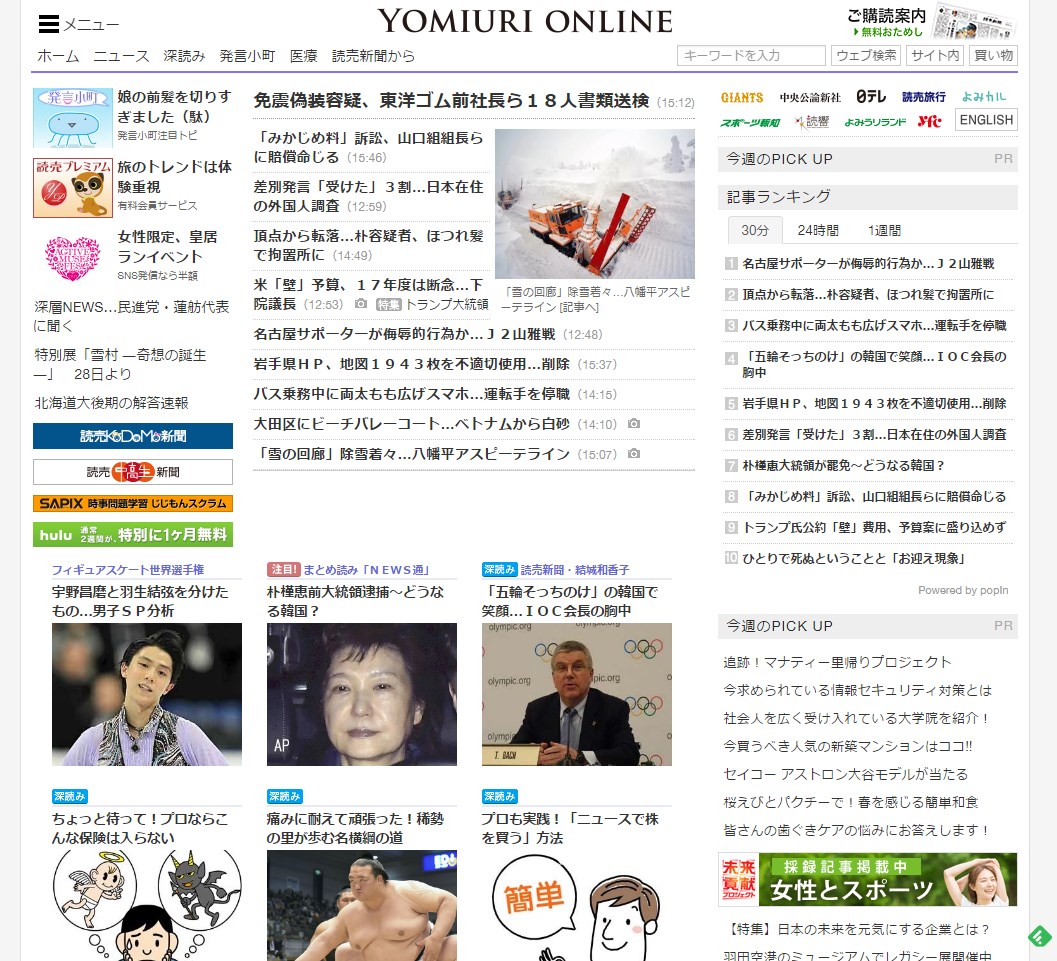 メニュー
YOMIURI ONLINE
ご購読案内
無料おためし
ホーム ニュース 深読み 発言小町 医療 読売新聞から
キーワードを入力 ウェブ検索 サイト内 買い物
発言小町
娘の前髪を切りす
ぎました（駄）
発言小町注目トピ
読売プレミアム
旅のトレンドは体
験重視
有料会員サービス
女性限定、皇居
ランイベント
SNS発信なら半額
深層NEWS…民進党・蓮舫代表
に聞く
特別展「雪村 ―奇想の誕生
―」 28日より
北海道大後期の解答速報
読売KoDoMo新聞
読売中高生新聞
SAPIX 時事問題学習 じじもんスクラム
hulu 通常2週間が、特別に1ヶ月無料
免震偽装容疑、東洋ゴム前社長ら１８人書類送検 (15:12)
「みかじめ料」訴訟、山口組組長ら
に賠償命じる (15:46)
差別発言「受けた」３割…日本在住
の外国人調査 (12:59)
頂点から転落…朴容疑者、ほつれ髪
で拘置所に (14:49)
米「壁」予算、１７年度は断念…下
院議長 (12:53) 特集 トランプ大統領
「雪の回廊」除雪着々…八幡平アスピ
ーテライン [記事へ]
名古屋サポーターが侮辱的行為か…Ｊ２山雅戦 (12:48)
岩手県ＨＰ、地図１９４３枚を不適切使用…削除 (15:37)
バス乗務中に両太もも広げスマホ…運転手を停職 (14:15)
大田区にビーチバレーコート…ベトナムから白砂 (14:10)
「雪の回廊」除雪着々…八幡平アスピーテライン (15:07)
フィギュアスケート世界選手権
宇野昌磨と羽生結弦を分けた
もの…男子ＳＰ分析
注目! まとめ読み「ＮＥＷＳ通」
朴槿恵前大統領逮捕～どうな
る韓国？
AP
深読み 読売新聞・結城和香子
「五輪そっちのけ」の韓国で
笑顔…ＩＯＣ会長の胸中
olympic.org
olympic.org
T. BACH
深読み
ちょっと待って！プロならこ
んな保険は入らない
深読み
痛みに耐えて頑張った！稀勢
の里が歩む名横綱の道
深読み
プロも実践！「ニュースで株
を買う」方法
簡単
GIANTS 中央公論新社 日テレ 読売旅行 よみカル
スポーツ報知 読響 よみうりランド yfc ENGLISH
今週のPICK UP PR
記事ランキング
30分 24時間 1週間
1 名古屋サポーターが侮辱的行為か…Ｊ２山雅戦
2 頂点から転落…朴容疑者、ほつれ髪で拘置所に
3 バス乗務中に両太もも広げスマホ…運転手を停職
4 「五輪そっちのけ」の韓国で笑顔…ＩＯＣ会長の
胸中
5 岩手県ＨＰ、地図１９４３枚を不適切使用…削除
6 差別発言「受けた」３割…日本在住の外国人調査
7 朴槿恵大統領が罷免～どうなる韓国？
8 「みかじめ料」訴訟、山口組組長らに賠償命じる
9 トランプ氏公約「壁」費用、予算案に盛り込めず
10 ひとりで死ぬということと「お迎え現象」
Powered by popIn
今週のPICK UP PR
追跡！マナティー里帰りプロジェクト
今求められている情報セキュリティ対策とは
社会人を広く受け入れている大学院を紹介！
今買うべき人気の新築マンションはココ!!
セイコー アストロン大谷モデルが当たる
桜えびとパクチーで！春を感じる簡単和食
皆さんの歯ぐきケアの悩みにお答えします！
未来貢献プロジェクト
採録記事掲載中
女性とスポーツ
【特集】日本の未来を元気にする企業とは？
羽田空港のミュージアムでレガシー展開催中